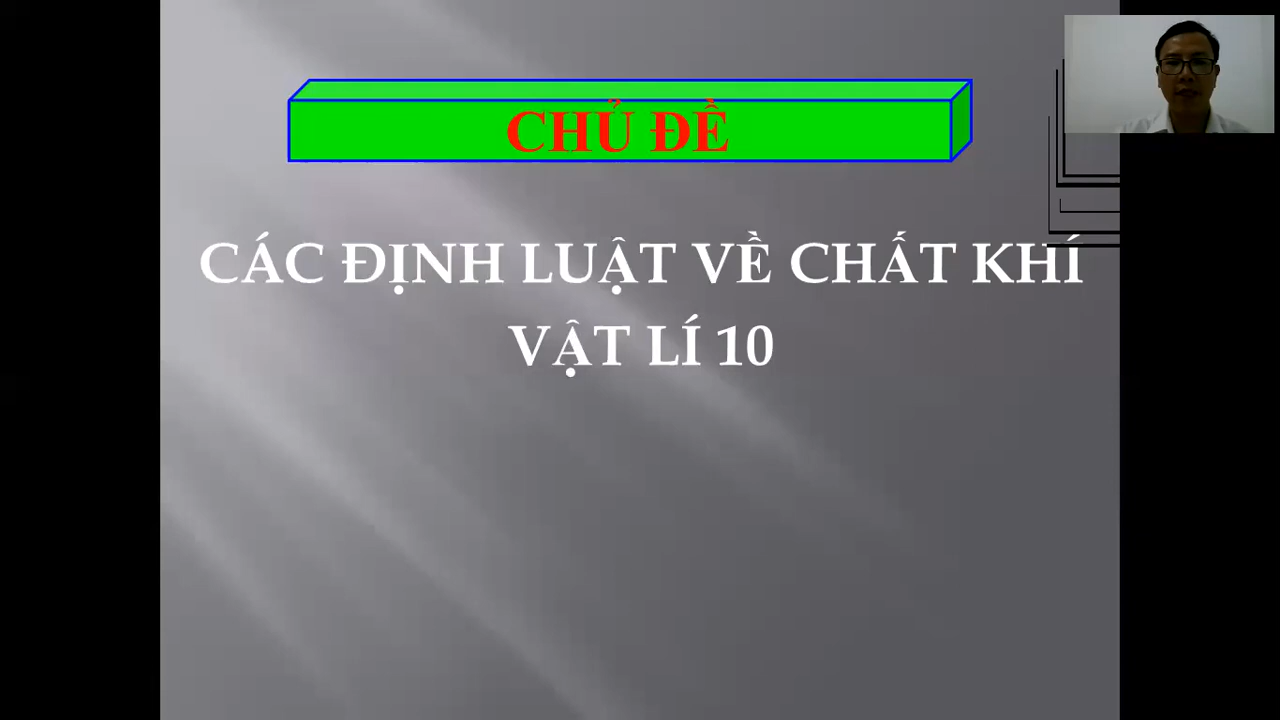 CHỦ ĐỀ
CÁC ĐỊNH LUẬT VỀ CHẤT KHÍ
VẬT LÍ 10